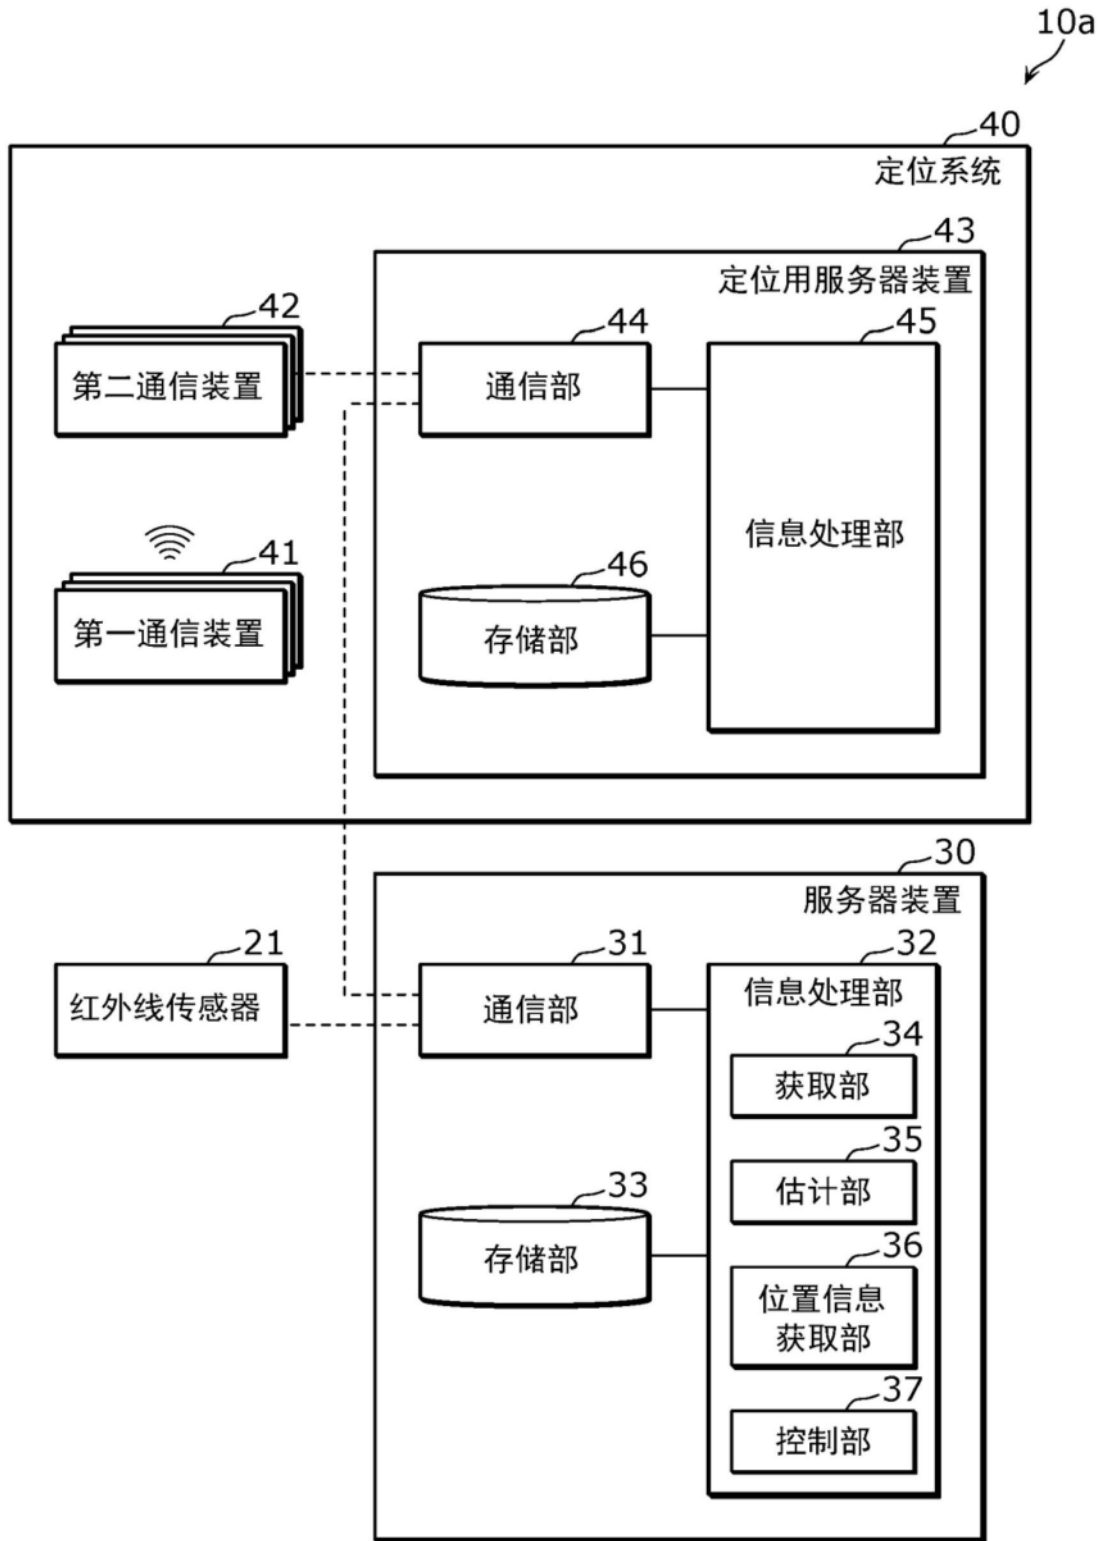 10a
40
定位系统
43
定位用服务器装置
42
第二通信装置
44
通信部
45
信息处理部
41
第一通信装置
46
存储部
30
服务器装置
21
红外线传感器
31
通信部
32
信息处理部
34
获取部
35
估计部
33
存储部
36
位置信息
获取部
37
控制部